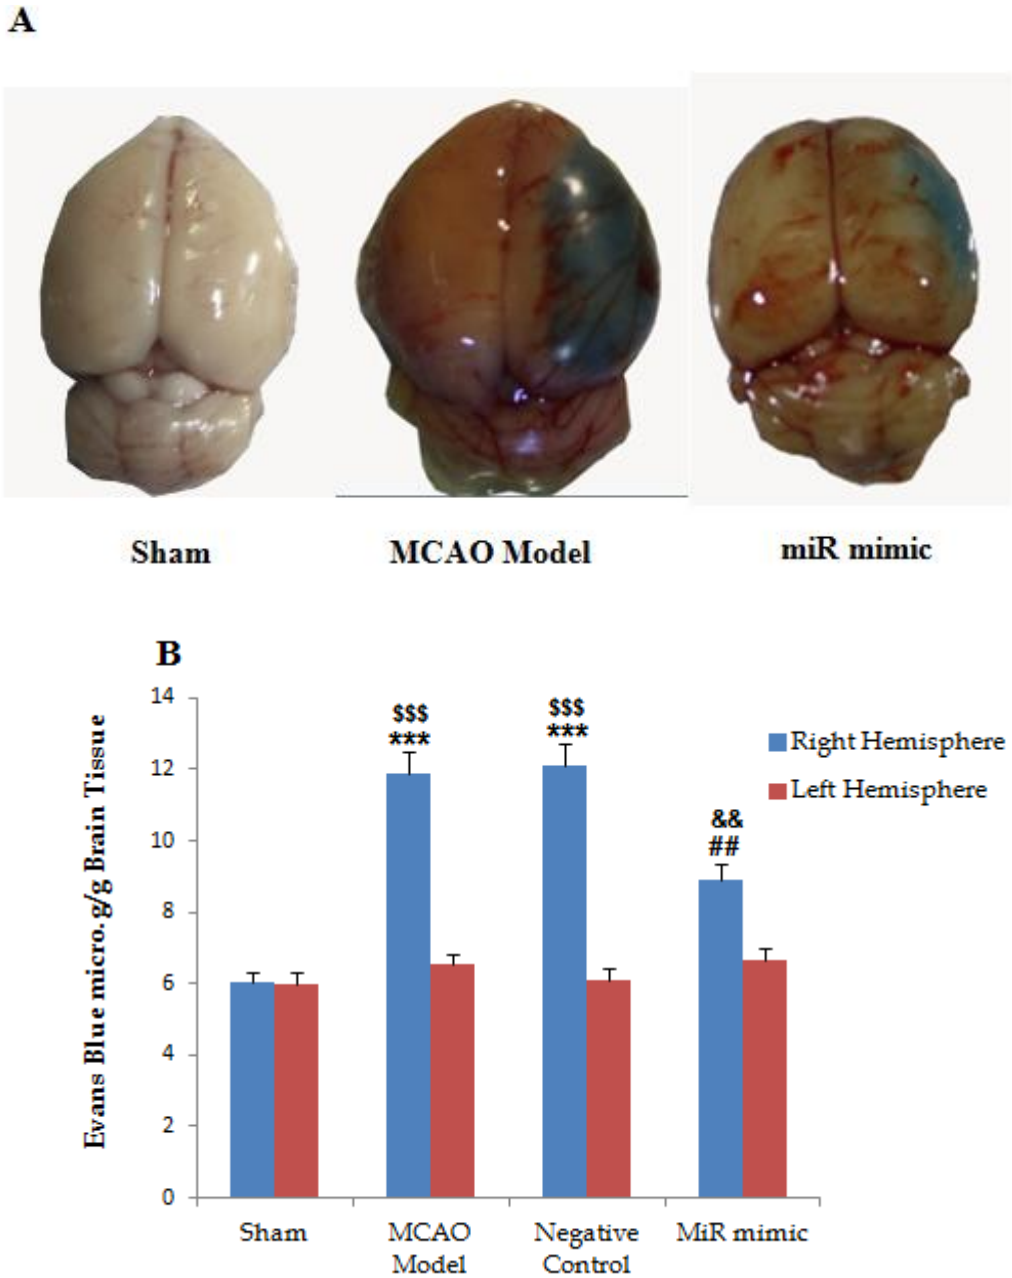 A
Sham
MCAO Model
miR mimic
B
Evans Blue micro.g/g Brain Tissue
14
12
10
8
6
4
2
0
$$$
***
$$$
***
&&
##
Right Hemisphere
Left Hemisphere
Sham
MCAO
Model
Negative
Control
MiR mimic